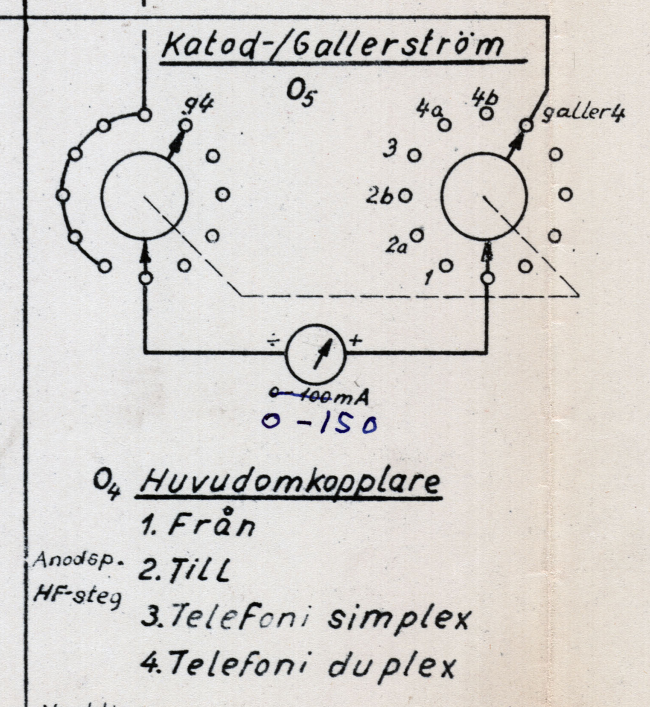 Katod-/Gallerström
O5
g4
4a
4b
galler4
3
2b
2a
1
÷ +
0-100mA
0-150
O4 Huvudomkopplare
1. Från
Anodsp. 2. Till
HF-steg
3. Telefoni simplex
4. Telefoni duplex